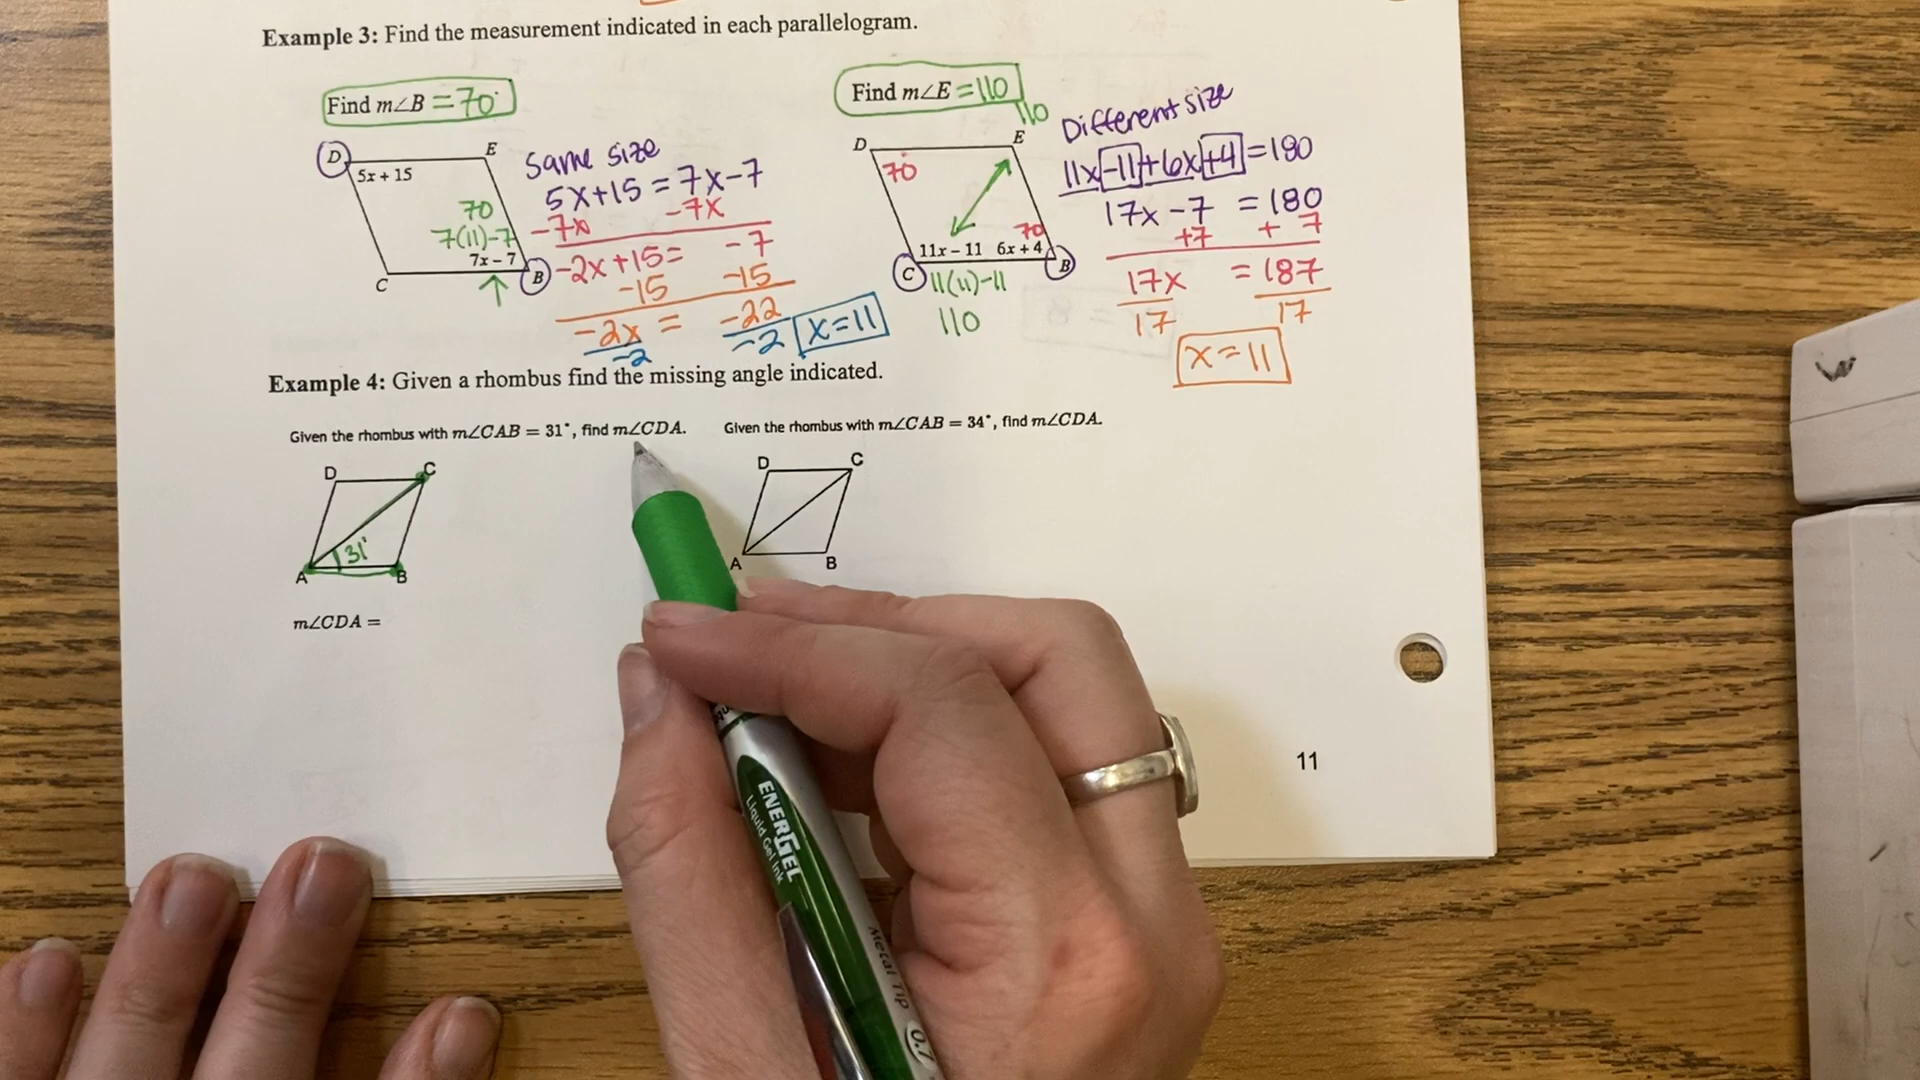 Example 3: Find the measurement indicated in each parallelogram.
Find m∠B = 70°
D
E
5x + 15
70
7(11)-7
7x – 7
C
B
Same size
5x+15 = 7x-7
-7x -7x
-2x+15= -7
-15 -15
-2x = -22
-2 -2
x=11
Find m∠E = 110
110
D
E
70°
70
11x – 11 6x + 4
C
B
11(11)-11
110
Different size
11x-11+6x+4=180
17x -7 = 180
+7 + 7
17x = 187
17 17
x=11
Example 4: Given a rhombus find the missing angle indicated.
Given the rhombus with m∠CAB = 31°, find m∠CDA.
D
C
31°
A
B
m∠CDA =
Given the rhombus with m∠CAB = 34°, find m∠CDA.
D
C
A
B
11
ENERGEL
Liquid Gel Ink
Metal Tip
0.7